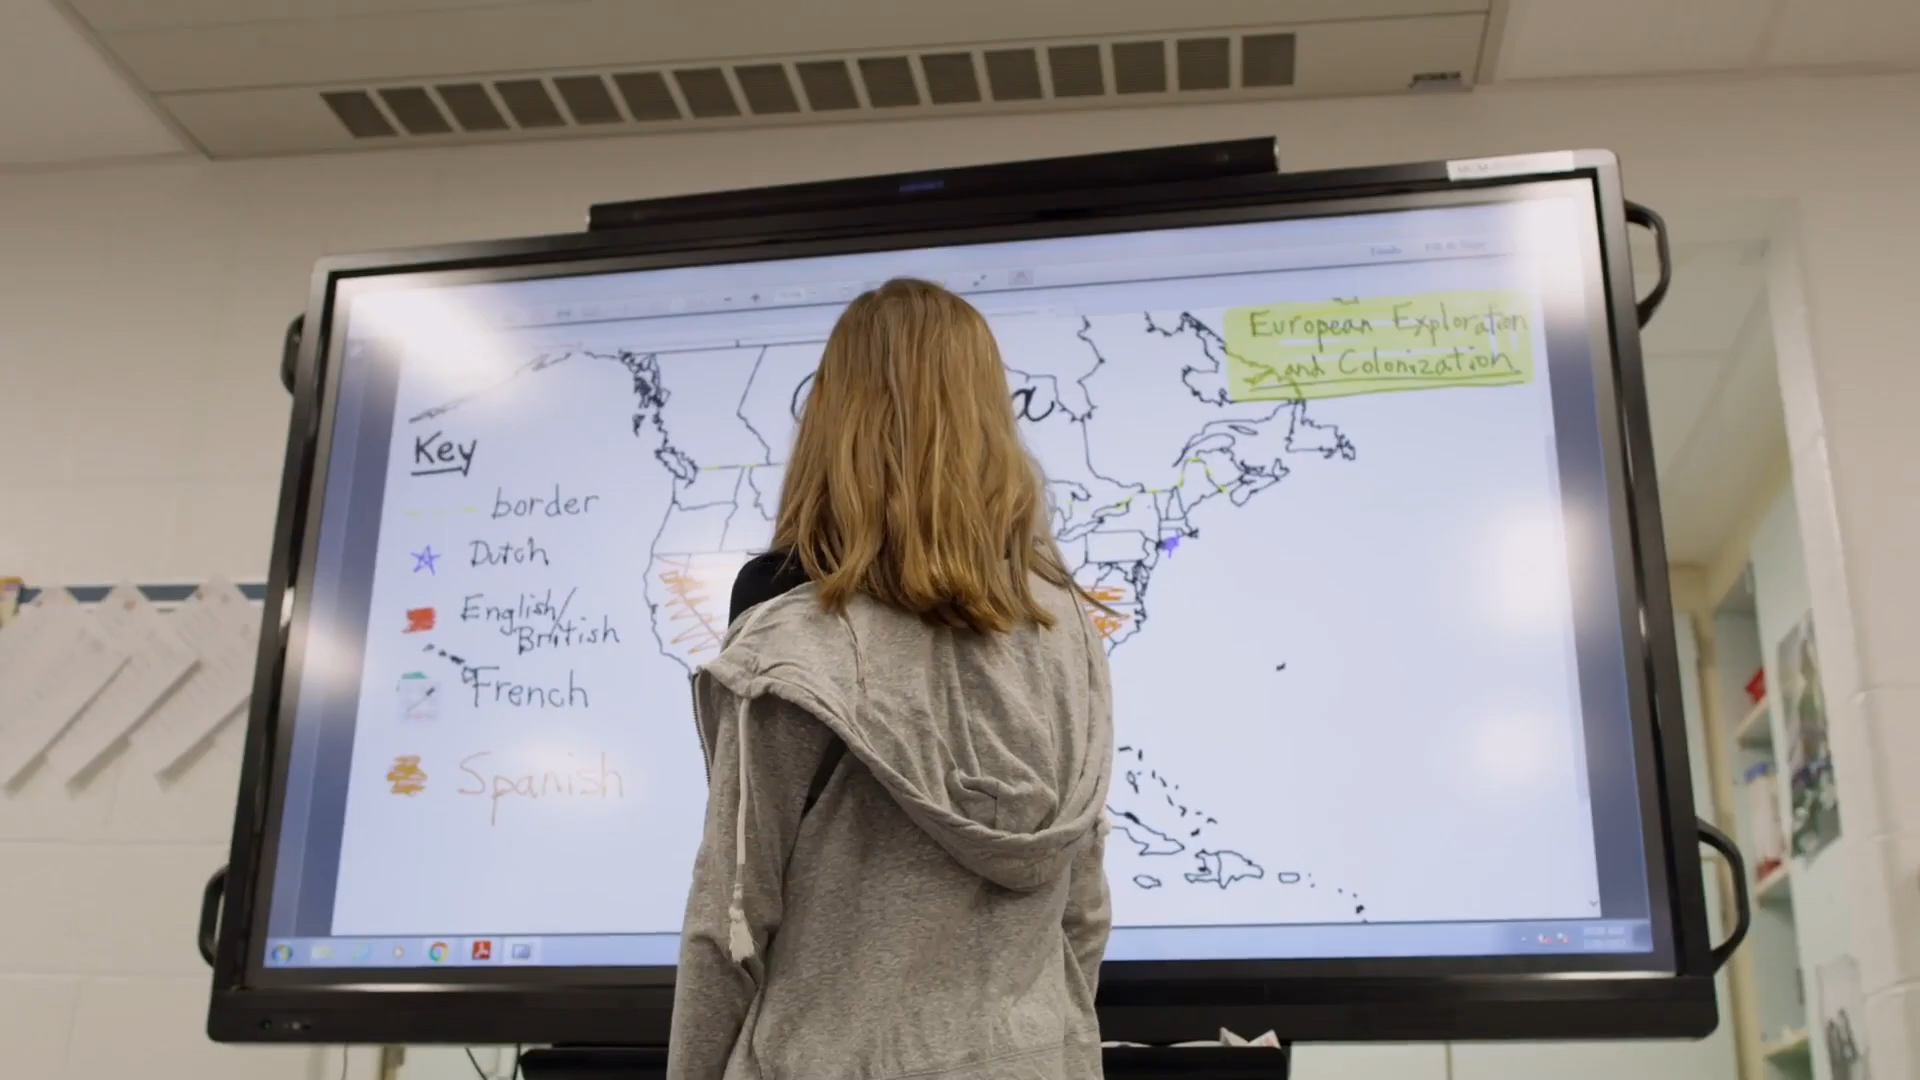 European Exploration
and Colonization
Key
border
Dutch
English/
British
French
Spanish